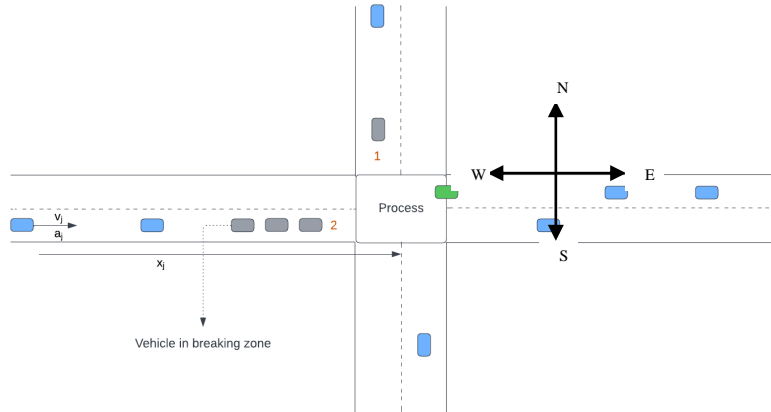 N
1
W
E
Process
v_j
a_j
2
S
x_j
Vehicle in breaking zone